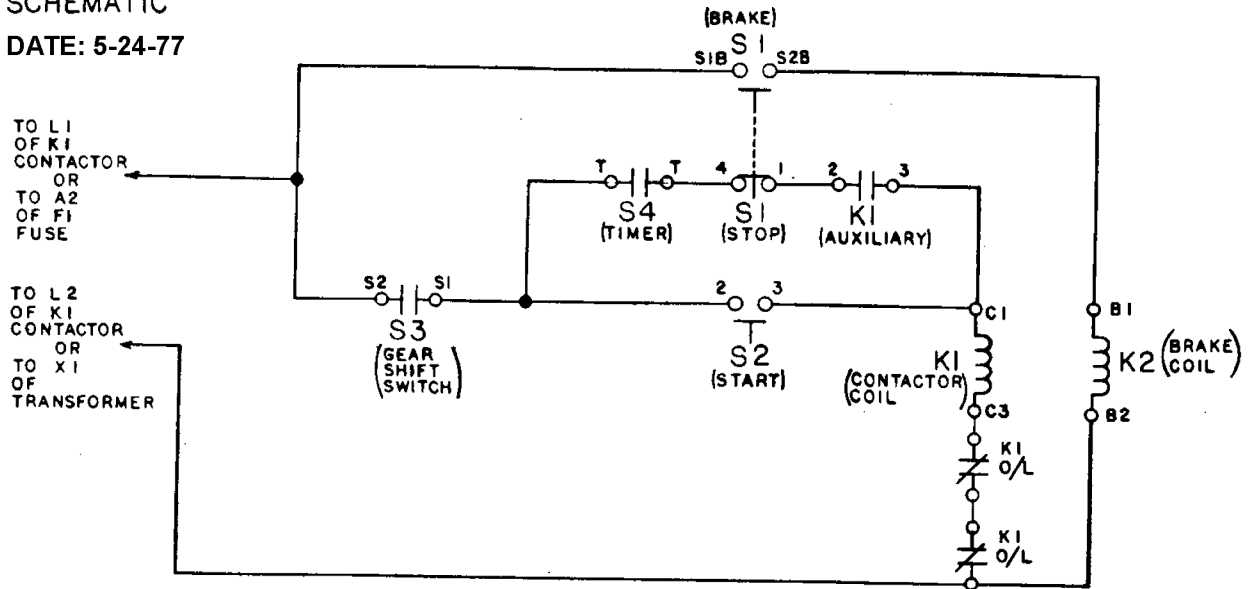 SCHEMATIC
DATE: 5-24-77
(BRAKE)
S1
S1B
S2B
TO L1
OF K1
CONTACTOR
OR
TO A2
OF F1
FUSE
T
T
4
1
2
3
S4
(TIMER)
S1
(STOP)
K1
(AUXILIARY)
TO L2
OF K1
CONTACTOR
OR
TO X1
OF
TRANSFORMER
S2
S1
S3
(GEAR
SHIFT
SWITCH)
2
3
S2
(START)
C1
K1
(CONTACTOR
COIL)
C3
B1
K2 (BRAKE
COIL)
B2
K1
O/L
K1
O/L